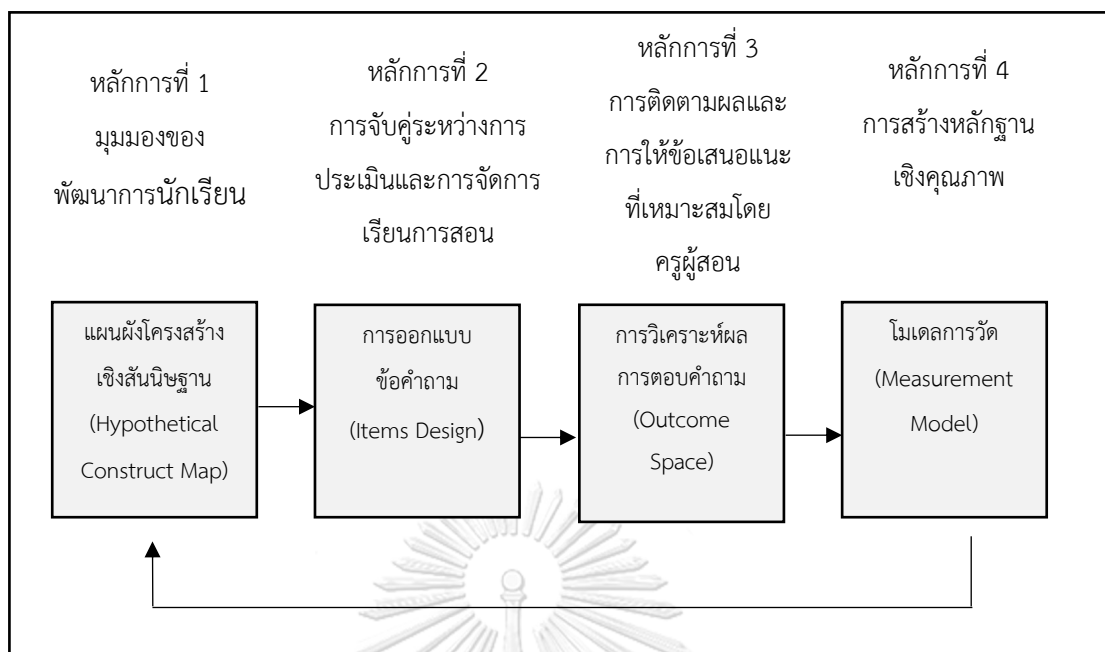 หลักการที่ 1
มุมมองของ
พัฒนาการนักเรียน
หลักการที่ 2
การจับคู่ระหว่างการ
ประเมินและการจัดการ
เรียนการสอน
หลักการที่ 3
การติดตามผลและ
การให้ข้อเสนอแนะ
ที่เหมาะสมโดย
ครูผู้สอน
หลักการที่ 4
การสร้างหลักฐาน
เชิงคุณภาพ
แผนผังโครงสร้าง
เชิงสันนิษฐาน
(Hypothetical
Construct Map)
การออกแบบ
ข้อคำถาม
(Items Design)
การวิเคราะห์ผล
การตอบคำถาม
(Outcome
Space)
โมเดลการวัด
(Measurement
Model)